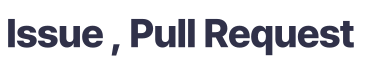 Issue , Pull Request